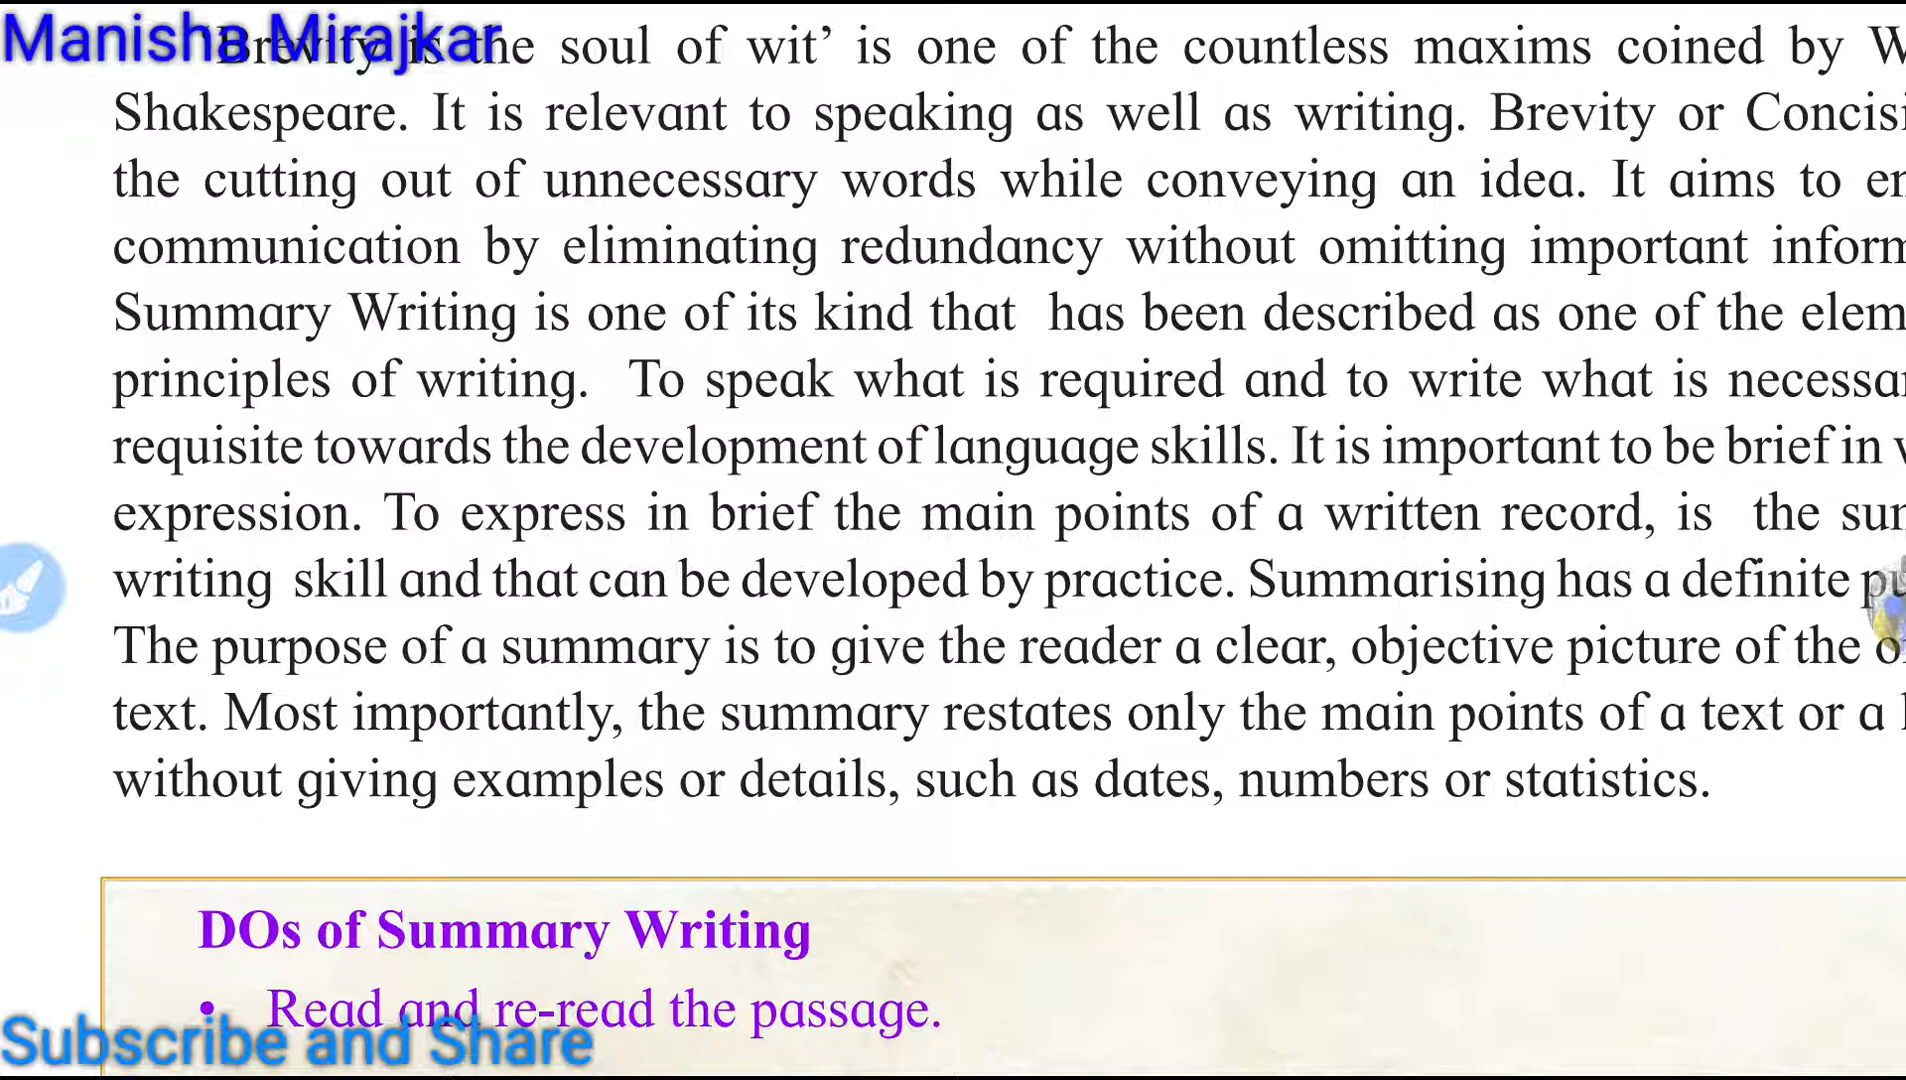 Manisha Mirajkar
Brevity is the soul of wit’ is one of the countless maxims coined by
Shakespeare. It is relevant to speaking as well as writing. Brevity or
the cutting out of unnecessary words while conveying an idea. It aims to
communication by eliminating redundancy without omitting important
Summary Writing is one of its kind that has been described as one of the
principles of writing. To speak what is required and to write what is
requisite towards the development of language skills. It is important to be brief in
expression. To express in brief the main points of a written record, is the
writing skill and that can be developed by practice. Summarising has a definite
The purpose of a summary is to give the reader a clear, objective picture of the
text. Most importantly, the summary restates only the main points of a text or a
without giving examples or details, such as dates, numbers or statistics.
DOs of Summary Writing
• Read and re-read the passage.
Subscribe and Share